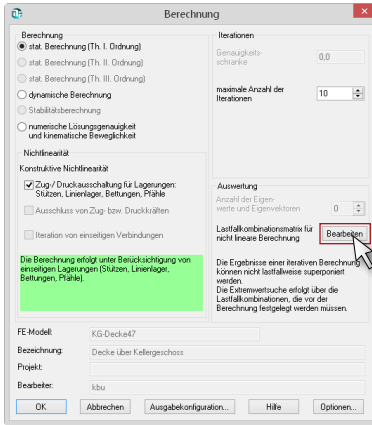 Berechnung
Berechnung
stat. Berechnung (Th. I. Ordnung)
stat. Berechnung (Th. II. Ordnung)
stat. Berechnung (Th. III. Ordnung)
dynamische Berechnung
Stabilitätsberechnung
numerische Lösungsgenauigkeit
und kinematische Beweglichkeit
Nichtlinearität
Konstruktive Nichtlinearität
Zug-/ Druckausschaltung für Lagerungen:
Stützen, Linienlager, Bettungen, Pfähle
Ausschluss von Zug- bzw. Druckkräften
Iteration von einseitigen Verbindungen
Die Berechnung erfolgt unter Berücksichtigung von
einseitigen Lagerungen (Stützen, Linienlager,
Bettungen, Pfähle).
Iterationen
Genauigkeits-
schranke
0,0
maximale Anzahl der
Iterationen
10
Auswertung
Anzahl der Eigen-
werte und Eigenvektoren
0
Lastfallkombinationsmatrix für
nicht lineare Berechnung
Bearbeiten
Die Ergebnisse einer iterativen Berechnung
können nicht lastfallweise superponiert
werden.
Die Extremwertsuche erfolgt über die
Lastfallkombinationen, die vor der
Berechnung festgelegt werden müssen.
FE-Modell:
KG-Decke47
Bezeichnung:
Decke über Kellergeschoss
Projekt:
Bearbeiter:
kbu
OK
Abbrechen
Ausgabekonfiguration...
Hilfe
Optionen...